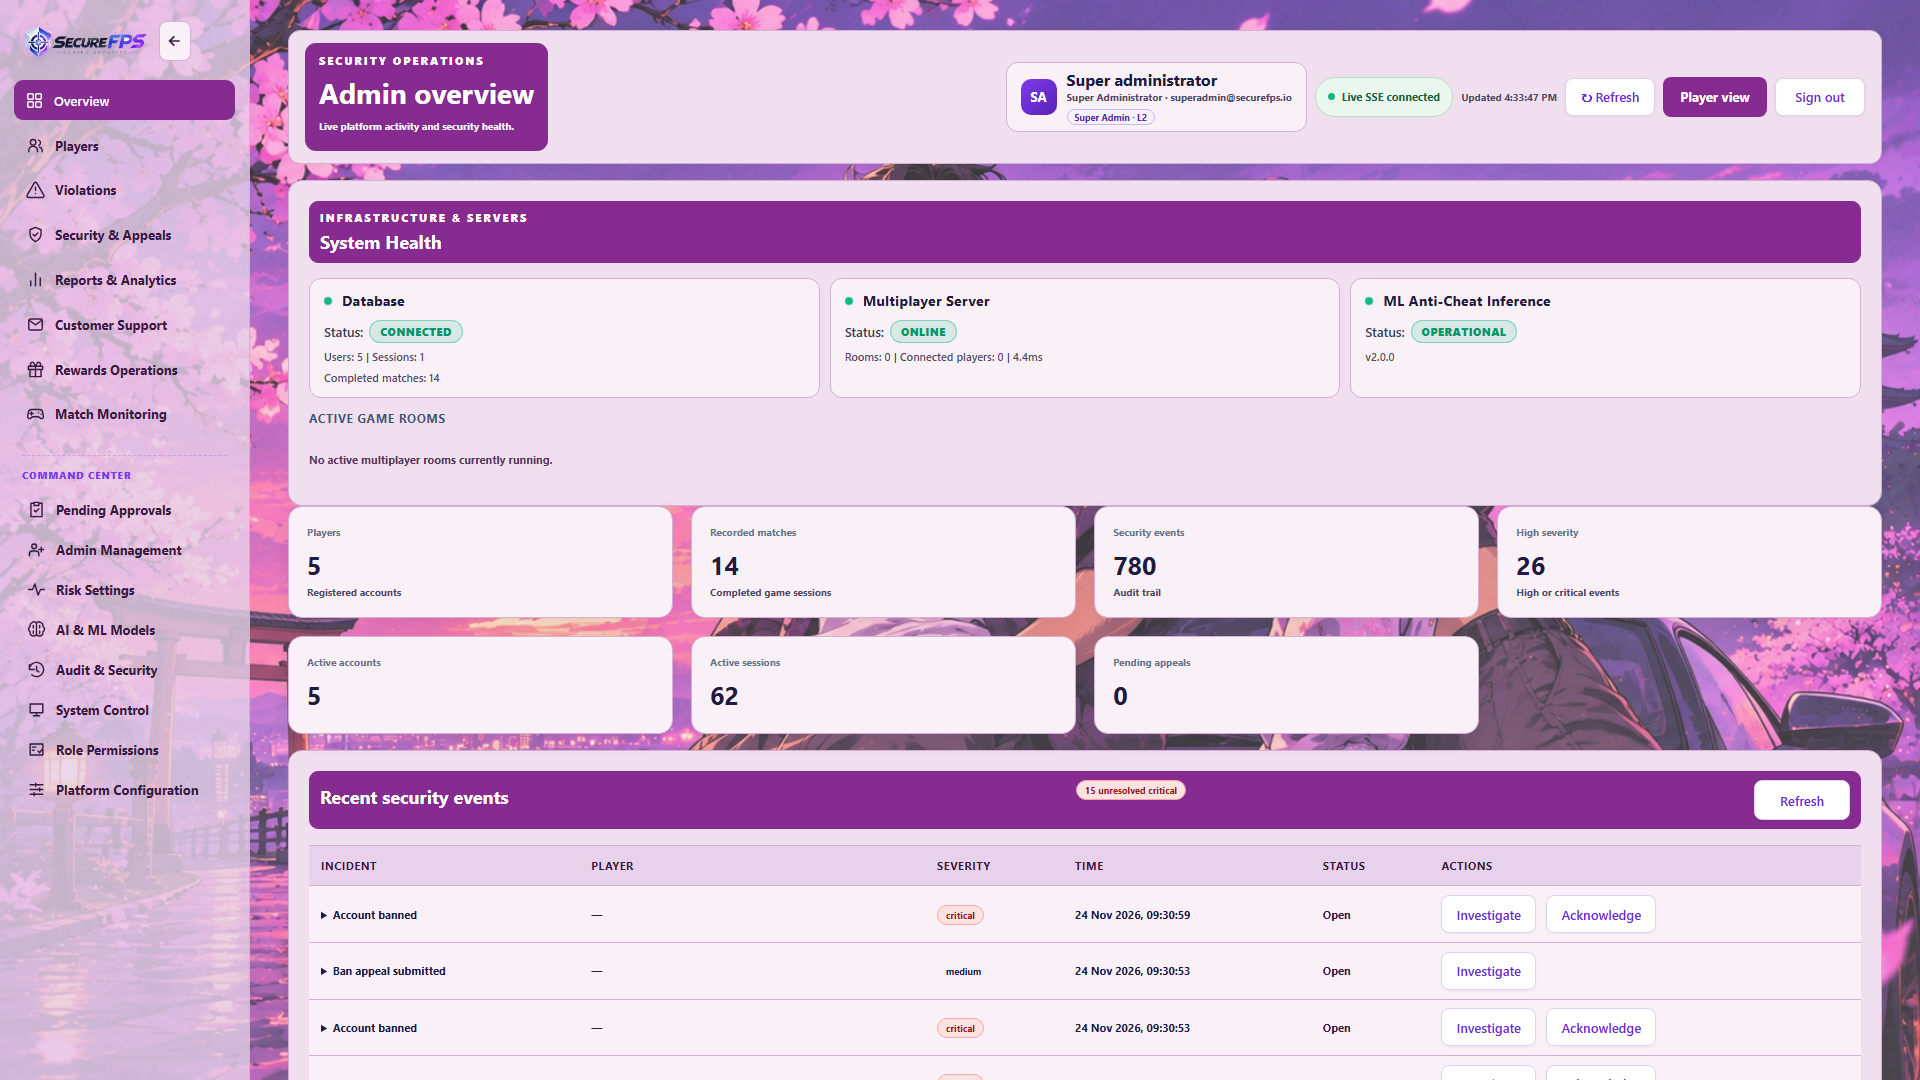 SECUREFPS
Overview
Players
Violations
Security & Appeals
Reports & Analytics
Customer Support
Rewards Operations
Match Monitoring
COMMAND CENTER
Pending Approvals
Admin Management
Risk Settings
AI & ML Models
Audit & Security
System Control
Role Permissions
Platform Configuration
SECURITY OPERATIONS
Admin overview
Live platform activity and security health.
SA
Super administrator
Super Administrator · superadmin@securefps.io
Super Admin · L2
Live SSE connected
Updated 4:33:47 PM
↻ Refresh
Player view
Sign out
INFRASTRUCTURE & SERVERS
System Health
Database
Status: CONNECTED
Users: 5 | Sessions: 1
Completed matches: 14
Multiplayer Server
Status: ONLINE
Rooms: 0 | Connected players: 0 | 4.4ms
ML Anti-Cheat Inference
Status: OPERATIONAL
v2.0.0
ACTIVE GAME ROOMS
No active multiplayer rooms currently running.
Players
5
Registered accounts
Recorded matches
14
Completed game sessions
Security events
780
Audit trail
High severity
26
High or critical events
Active accounts
5
Active sessions
62
Pending appeals
0
Recent security events
15 unresolved critical
Refresh
INCIDENT PLAYER SEVERITY TIME STATUS ACTIONS
Account banned — critical 24 Nov 2026, 09:30:59 Open Investigate Acknowledge
Ban appeal submitted — medium 24 Nov 2026, 09:30:53 Open Investigate
Account banned — critical 24 Nov 2026, 09:30:53 Open Investigate Acknowledge